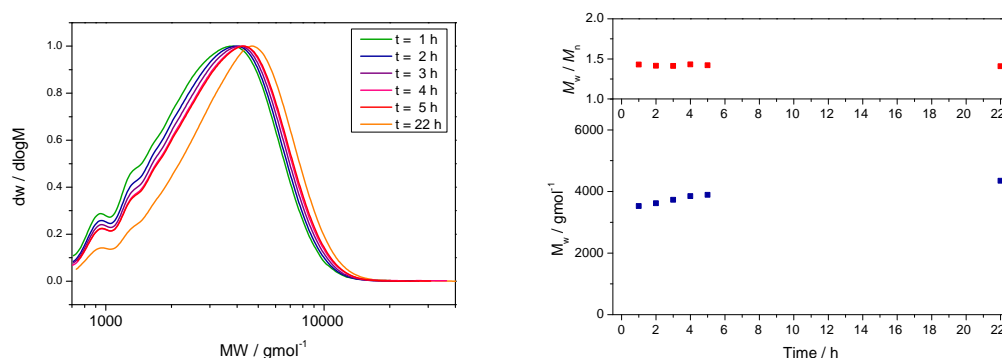 1.0
0.8
0.6
0.4
0.2
0.0
dw / dlogM
1000 10000
MW / gmol⁻¹
t = 1 h
t = 2 h
t = 3 h
t = 4 h
t = 5 h
t = 22 h
2.0
1.5
1.0
Mw / Mn
0 2 4 6 8 10 12 14 16 18 20 22
6000
4000
2000
0
Mw / gmol⁻¹
0 2 4 6 8 10 12 14 16 18 20 22
Time / h